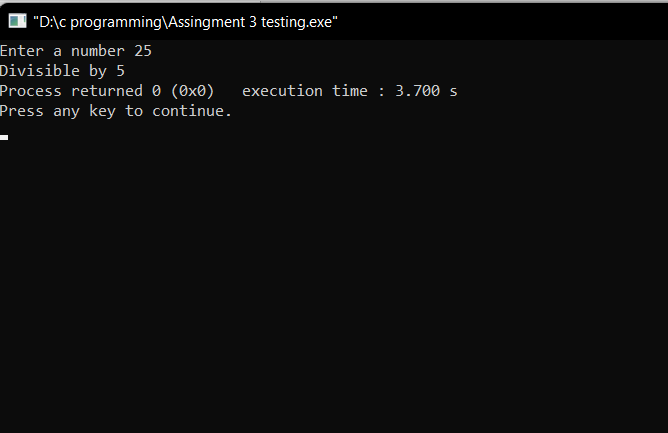 "D:\c programming\Assingment 3 testing.exe"
Enter a number 25
Divisible by 5
Process returned 0 (0x0)   execution time : 3.700 s
Press any key to continue.